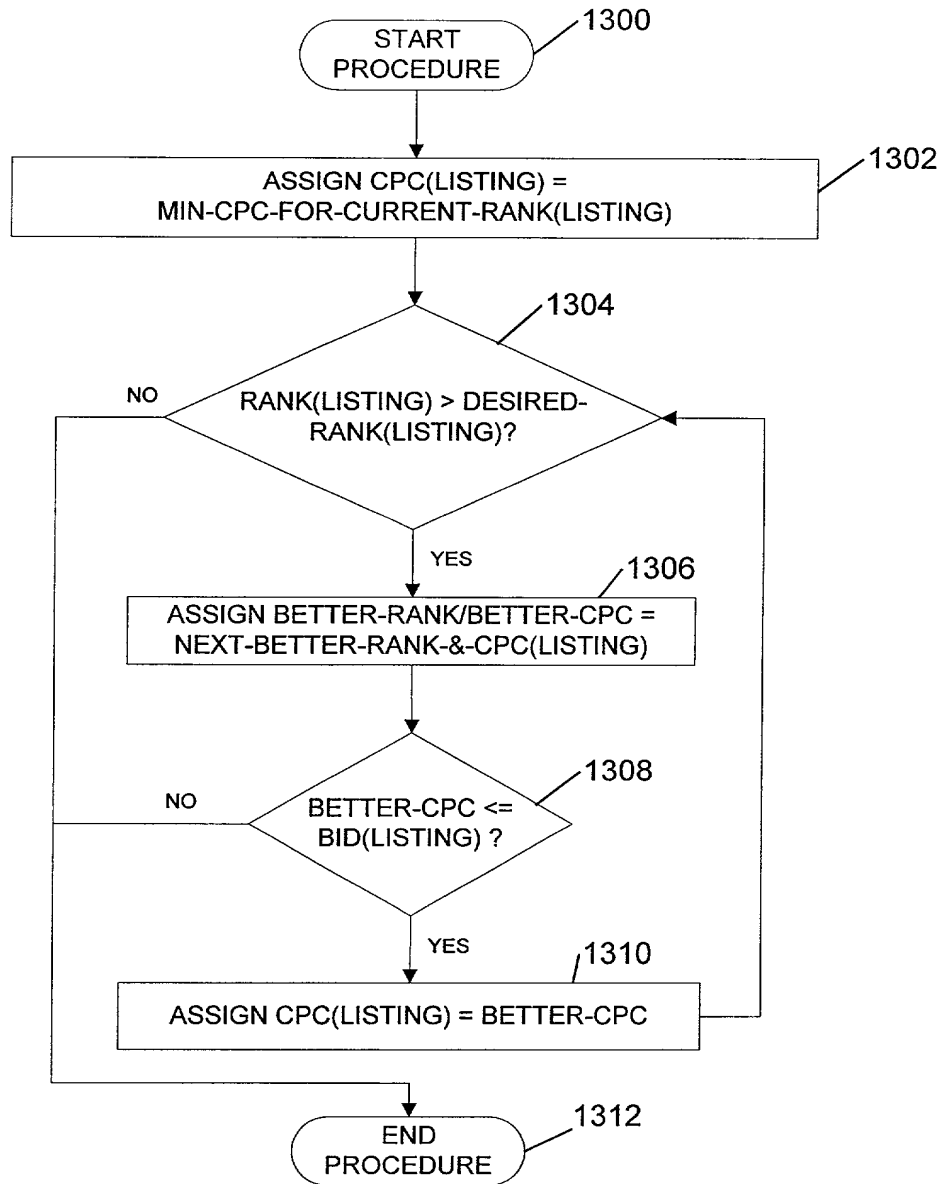 START
PROCEDURE
1300
ASSIGN CPC(LISTING) =
MIN-CPC-FOR-CURRENT-RANK(LISTING)
1302
1304
NO
RANK(LISTING) > DESIRED-
RANK(LISTING)?
YES
1306
ASSIGN BETTER-RANK/BETTER-CPC =
NEXT-BETTER-RANK-&-CPC(LISTING)
1308
NO
BETTER-CPC <=
BID(LISTING) ?
YES
1310
ASSIGN CPC(LISTING) = BETTER-CPC
1312
END
PROCEDURE